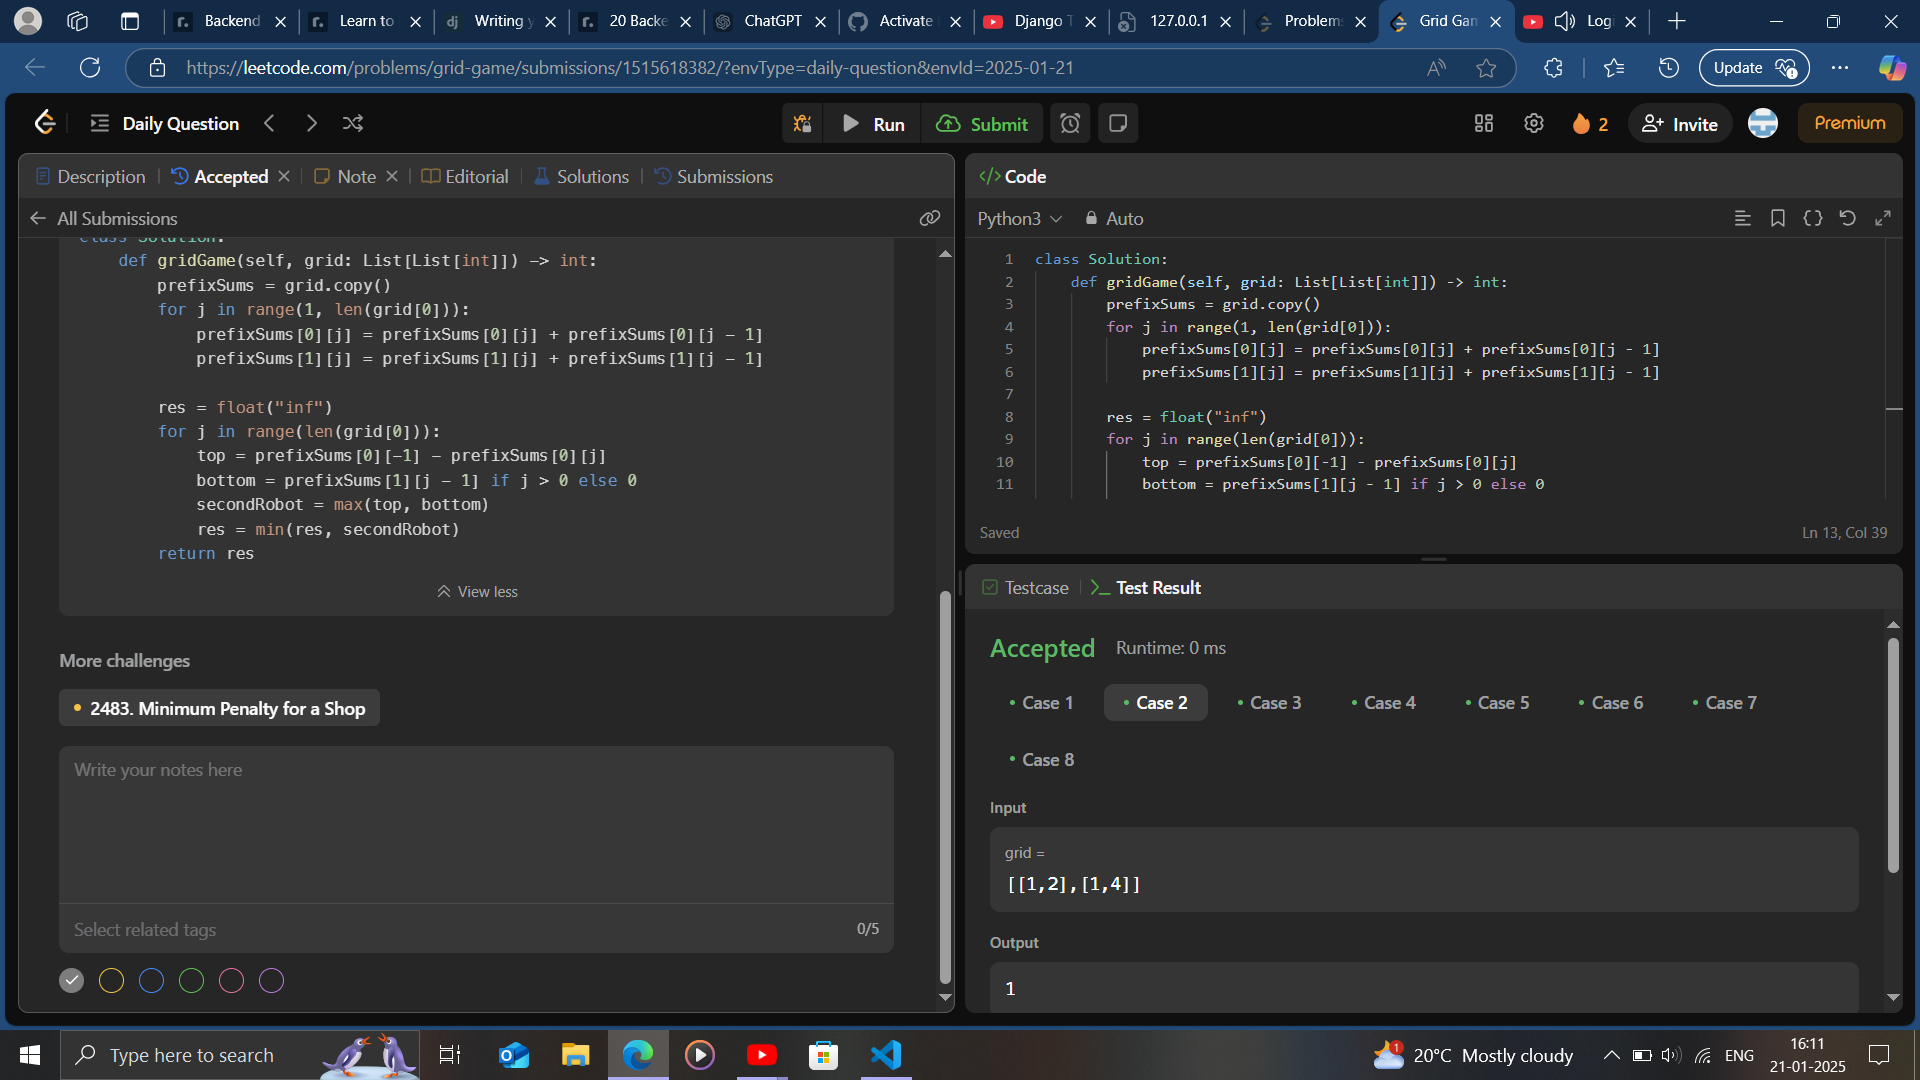 Backend
Learn to
Writing y
20 Backe
ChatGPT
Activate
Django T
127.0.0.1
Problem
Grid Gam
Logi
https://leetcode.com/problems/grid-game/submissions/1515618382/?envType=daily-question&envId=2025-01-21
Update
Daily Question
Run
Submit
2
Invite
Premium
Description
Accepted
Note
Editorial
Solutions
Submissions
All Submissions
class Solution:
def gridGame(self, grid: List[List[int]]) -> int:
prefixSums = grid.copy()
for j in range(1, len(grid[0])):
prefixSums[0][j] = prefixSums[0][j] + prefixSums[0][j - 1]
prefixSums[1][j] = prefixSums[1][j] + prefixSums[1][j - 1]
res = float("inf")
for j in range(len(grid[0])):
top = prefixSums[0][-1] - prefixSums[0][j]
bottom = prefixSums[1][j - 1] if j > 0 else 0
secondRobot = max(top, bottom)
res = min(res, secondRobot)
return res
View less
More challenges
2483. Minimum Penalty for a Shop
Write your notes here
Select related tags
0/5
</> Code
Python3
Auto
1 class Solution:
2 def gridGame(self, grid: List[List[int]]) -> int:
3 prefixSums = grid.copy()
4 for j in range(1, len(grid[0])):
5 prefixSums[0][j] = prefixSums[0][j] + prefixSums[0][j - 1]
6 prefixSums[1][j] = prefixSums[1][j] + prefixSums[1][j - 1]
7
8 res = float("inf")
9 for j in range(len(grid[0])):
10 top = prefixSums[0][-1] - prefixSums[0][j]
11 bottom = prefixSums[1][j - 1] if j > 0 else 0
Saved
Ln 13, Col 39
Testcase
Test Result
Accepted
Runtime: 0 ms
Case 1
Case 2
Case 3
Case 4
Case 5
Case 6
Case 7
Case 8
Input
grid =
[[1,2],[1,4]]
Output
1
Type here to search
1
20°C Mostly cloudy
ENG
16:11
21-01-2025